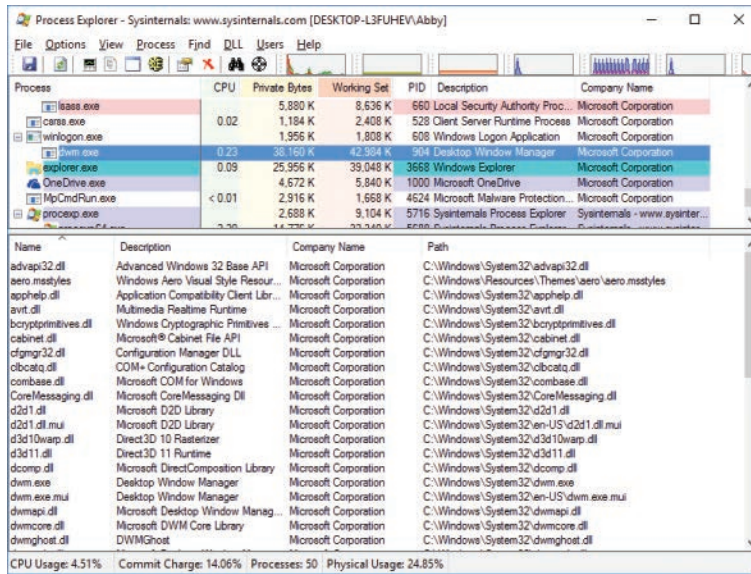 Process Explorer - Sysinternals: www.sysinternals.com [DESKTOP-L3FUHEV\Abby]
File Options View Process Find DLL Users Help
Process CPU Private Bytes Working Set PID Description Company Name
lsass.exe 5,880 K 8,636 K 660 Local Security Authority Proc... Microsoft Corporation
csrss.exe 0.02 1,184 K 2,408 K 528 Client Server Runtime Process Microsoft Corporation
winlogon.exe 1,956 K 1,808 K 608 Windows Logon Application Microsoft Corporation
dwm.exe 0.23 38,160 K 42,984 K 904 Desktop Window Manager Microsoft Corporation
explorer.exe 0.09 25,956 K 39,048 K 3668 Windows Explorer Microsoft Corporation
OneDrive.exe 4,672 K 5,840 K 1000 Microsoft OneDrive Microsoft Corporation
MpCmdRun.exe < 0.01 2,916 K 1,668 K 4624 Microsoft Malware Protection... Microsoft Corporation
procexp.exe 2,688 K 9,104 K 5716 Sysinternals Process Explorer Sysinternals - www.sysinter...
Name Description Company Name Path
advapi32.dll Advanced Windows 32 Base API Microsoft Corporation C:\Windows\System32\advapi32.dll
aero.msstyles Windows Aero Visual Style Resour... Microsoft Corporation C:\Windows\Resources\Themes\aero\aero.msstyles
apphelp.dll Application Compatibility Client Libr... Microsoft Corporation C:\Windows\System32\apphelp.dll
avrt.dll Multimedia Realtime Runtime Microsoft Corporation C:\Windows\System32\avrt.dll
bcryptprimitives.dll Windows Cryptographic Primitives ... Microsoft Corporation C:\Windows\System32\bcryptprimitives.dll
cabinet.dll Microsoft® Cabinet File API Microsoft Corporation C:\Windows\System32\cabinet.dll
cfgmgr32.dll Configuration Manager DLL Microsoft Corporation C:\Windows\System32\cfgmgr32.dll
clbcatq.dll COM+ Configuration Catalog Microsoft Corporation C:\Windows\System32\clbcatq.dll
combase.dll Microsoft COM for Windows Microsoft Corporation C:\Windows\System32\combase.dll
CoreMessaging.dll Microsoft CoreMessaging Dll Microsoft Corporation C:\Windows\System32\CoreMessaging.dll
d2d1.dll Microsoft D2D Library Microsoft Corporation C:\Windows\System32\d2d1.dll
d2d1.dll.mui Microsoft D2D Library Microsoft Corporation C:\Windows\System32\en-US\d2d1.dll.mui
d3d10warp.dll Direct3D 10 Rasterizer Microsoft Corporation C:\Windows\System32\d3d10warp.dll
d3d11.dll Direct3D 11 Runtime Microsoft Corporation C:\Windows\System32\d3d11.dll
dcomp.dll Microsoft DirectComposition Library Microsoft Corporation C:\Windows\System32\dcomp.dll
dwm.exe Desktop Window Manager Microsoft Corporation C:\Windows\System32\dwm.exe
dwm.exe.mui Desktop Window Manager Microsoft Corporation C:\Windows\System32\en-US\dwm.exe.mui
dwmapi.dll Microsoft Desktop Window Manag... Microsoft Corporation C:\Windows\System32\dwmapi.dll
dwmcore.dll Microsoft DWM Core Library Microsoft Corporation C:\Windows\System32\dwmcore.dll
dwmghost.dll DWMGhost Microsoft Corporation C:\Windows\System32\dwmghost.dll
CPU Usage: 4.51% Commit Charge: 14.06% Processes: 50 Physical Usage: 24.85%